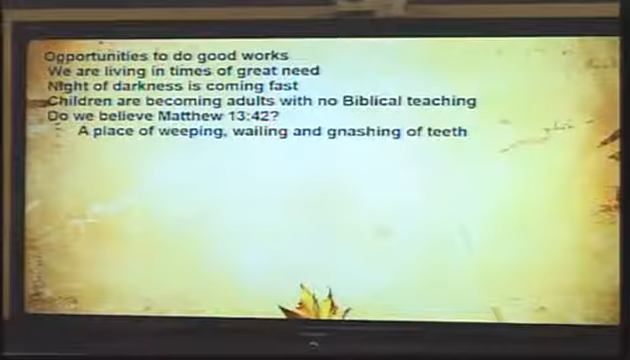 Opportunities to do good works
We are living in times of great need
Night of darkness is coming fast
Children are becoming adults with no Biblical teaching
Do we believe Matthew 13:42?
A place of weeping, wailing and gnashing of teeth